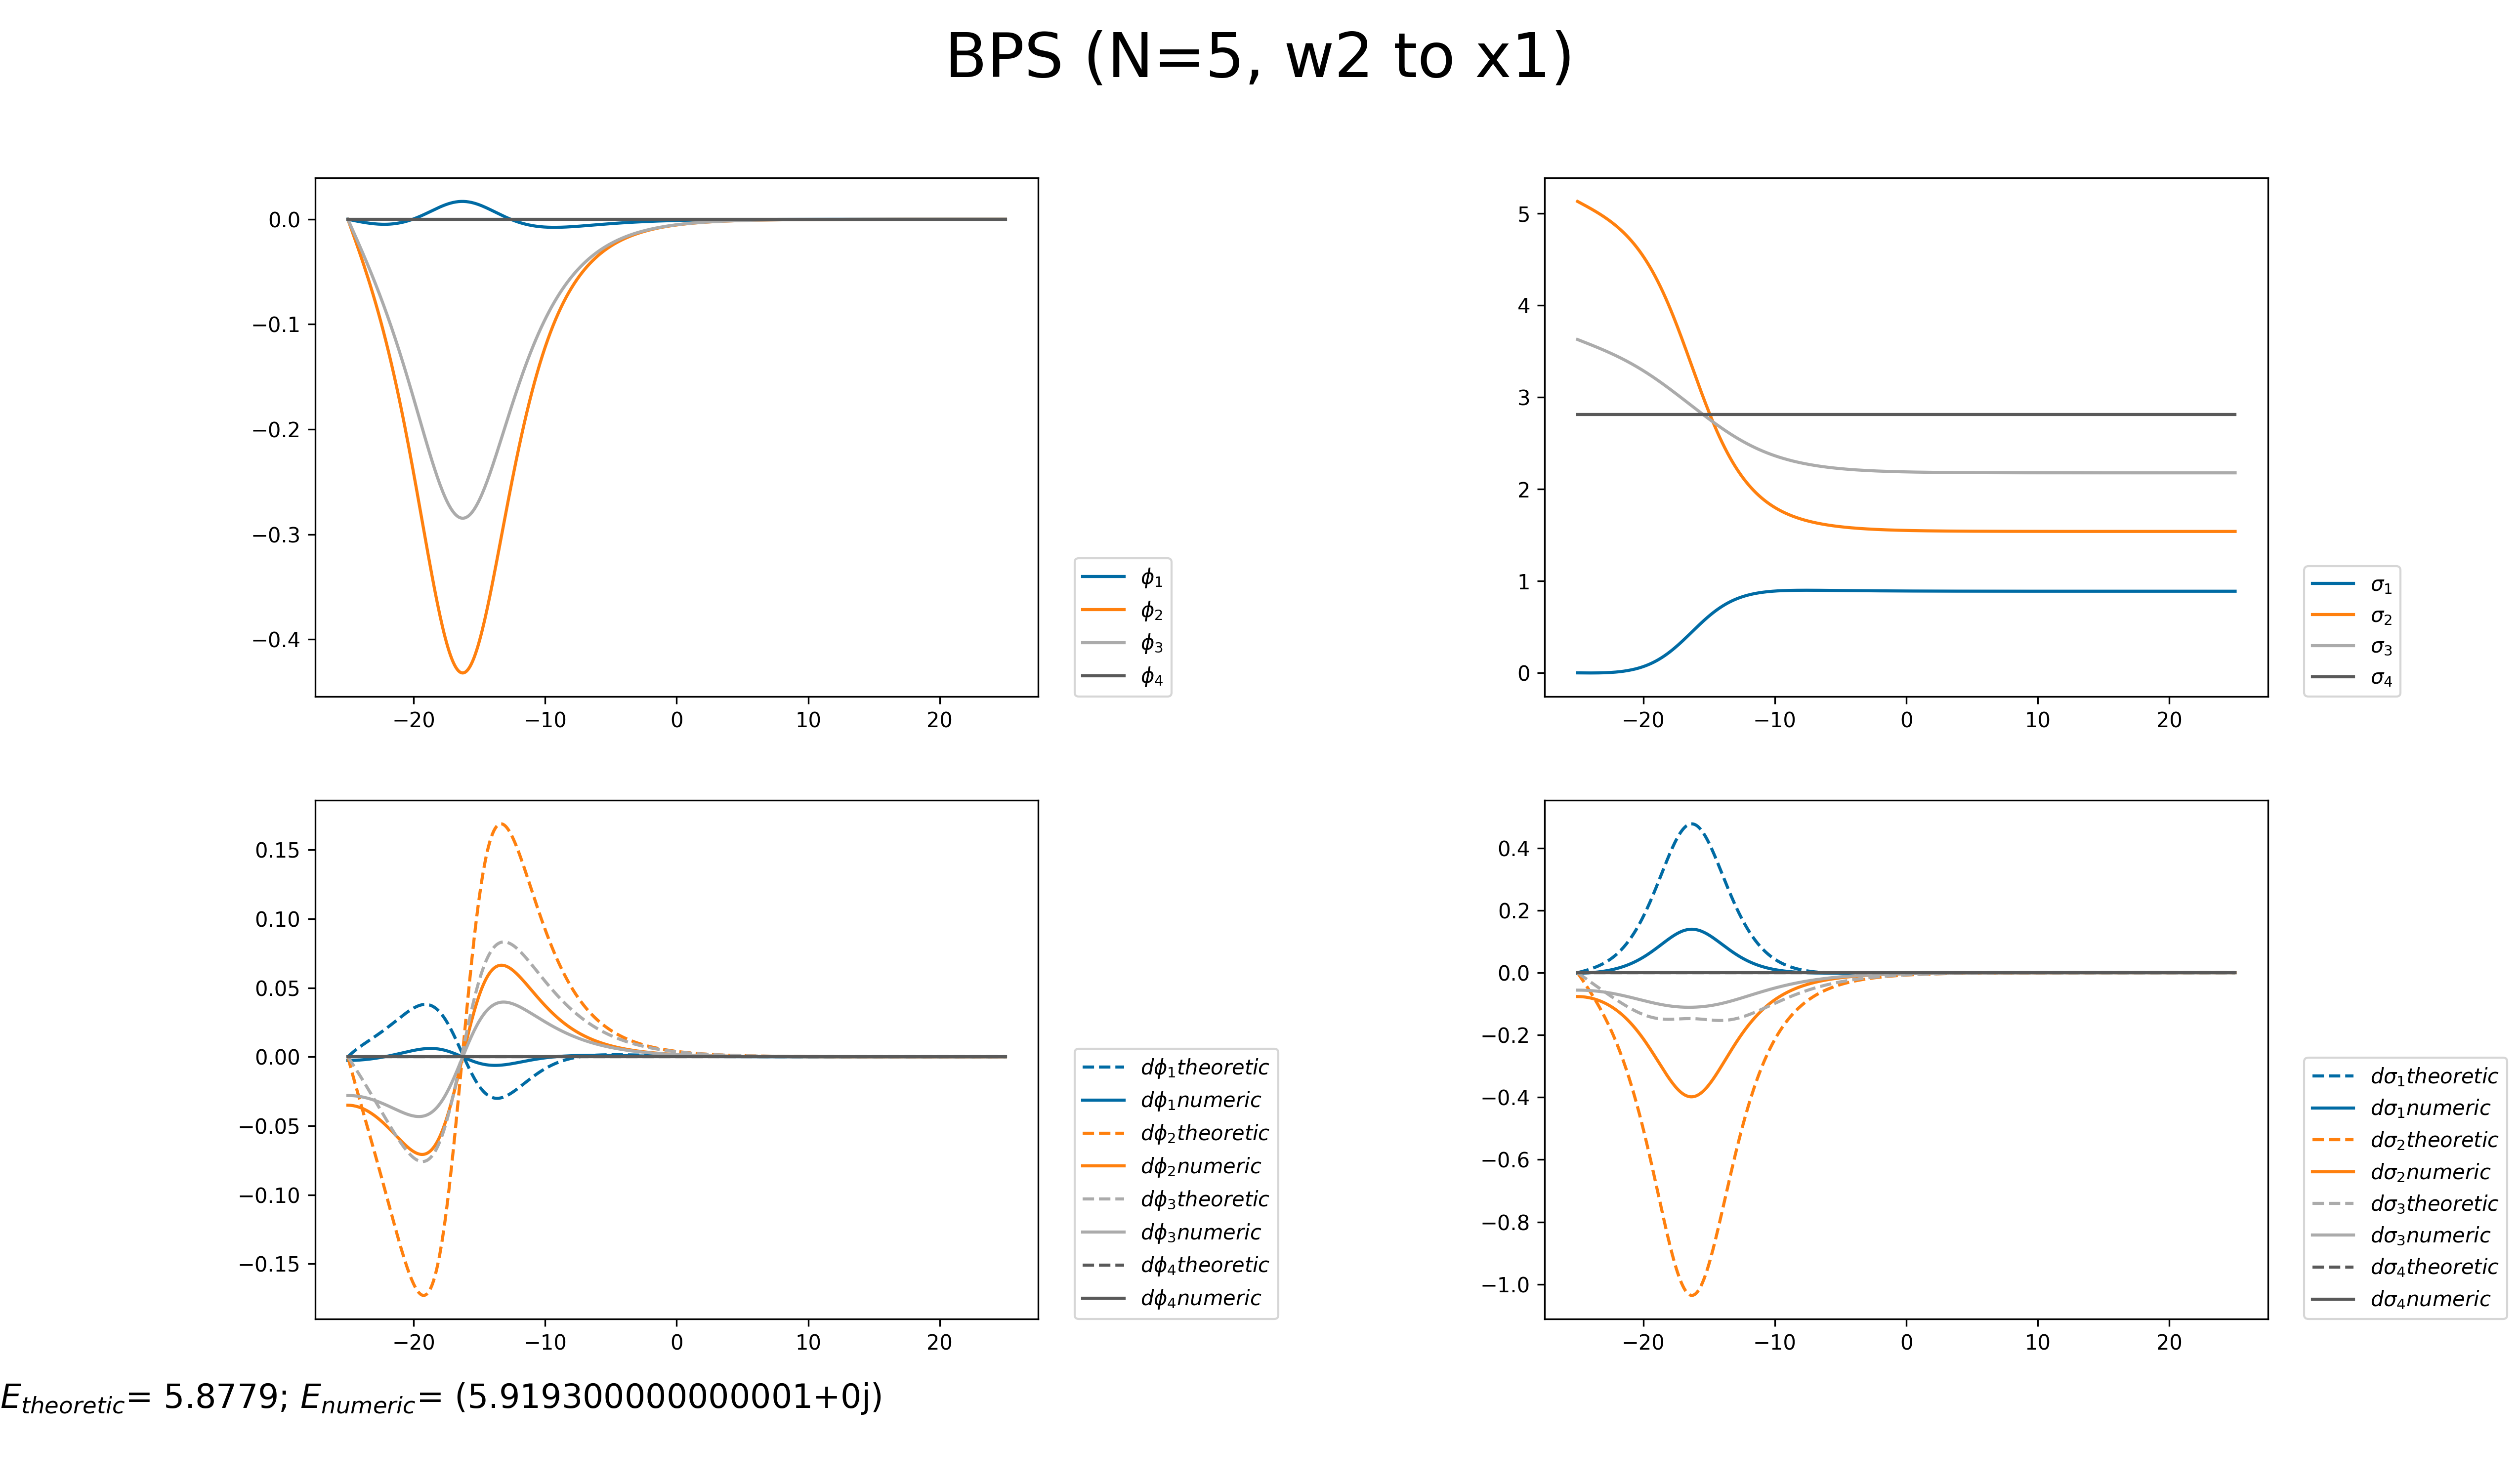 BPS (N=5, w2 to x1)
0.0
−0.1
−0.2
−0.3
−0.4
−20 −10 0 10 20
ϕ₁
ϕ₂
ϕ₃
ϕ₄
5
4
3
2
1
0
−20 −10 0 10 20
σ₁
σ₂
σ₃
σ₄
0.15
0.10
0.05
0.00
−0.05
−0.10
−0.15
−20 −10 0 10 20
dϕ₁theoretic
dϕ₁numeric
dϕ₂theoretic
dϕ₂numeric
dϕ₃theoretic
dϕ₃numeric
dϕ₄theoretic
dϕ₄numeric
0.4
0.2
0.0
−0.2
−0.4
−0.6
−0.8
−1.0
−20 −10 0 10 20
dσ₁theoretic
dσ₁numeric
dσ₂theoretic
dσ₂numeric
dσ₃theoretic
dσ₃numeric
dσ₄theoretic
dσ₄numeric
E_theoretic= 5.8779; E_numeric= (5.919300000000001+0j)